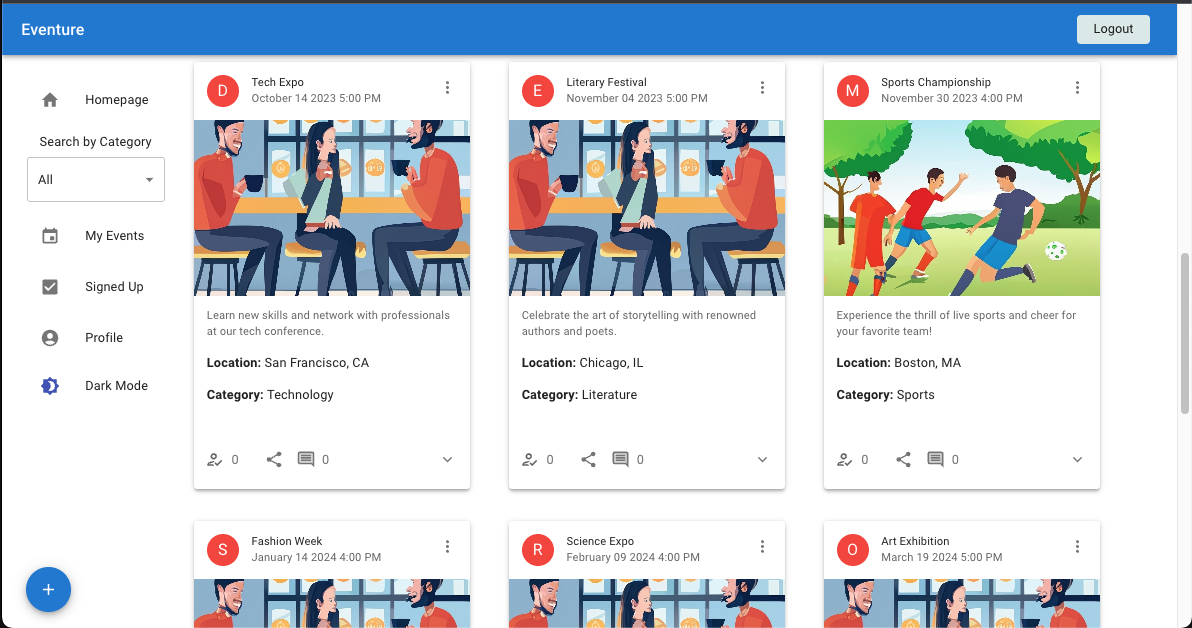 Eventure
Logout
Homepage
Search by Category
All
My Events
Signed Up
Profile
Dark Mode
+
D
Tech Expo
October 14 2023 5:00 PM
Learn new skills and network with professionals
at our tech conference.
Location: San Francisco, CA
Category: Technology
0
0
E
Literary Festival
November 04 2023 5:00 PM
Celebrate the art of storytelling with renowned
authors and poets.
Location: Chicago, IL
Category: Literature
0
0
M
Sports Championship
November 30 2023 4:00 PM
Experience the thrill of live sports and cheer for
your favorite team!
Location: Boston, MA
Category: Sports
0
0
S
Fashion Week
January 14 2024 4:00 PM
R
Science Expo
February 09 2024 4:00 PM
O
Art Exhibition
March 19 2024 5:00 PM